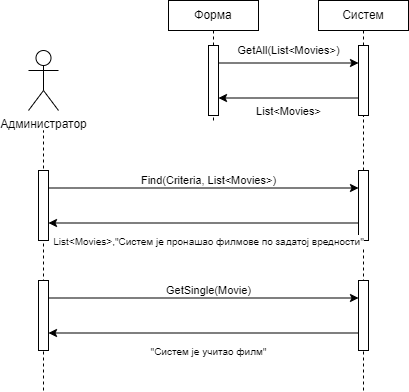 Форма
Систем
GetAll(List<Movies>)
List<Movies>
Администратор
Find(Criteria, List<Movies>)
List<Movies>,"Систем је пронашао филмове по задатој вредности"
GetSingle(Movie)
"Систем је учитао филм"